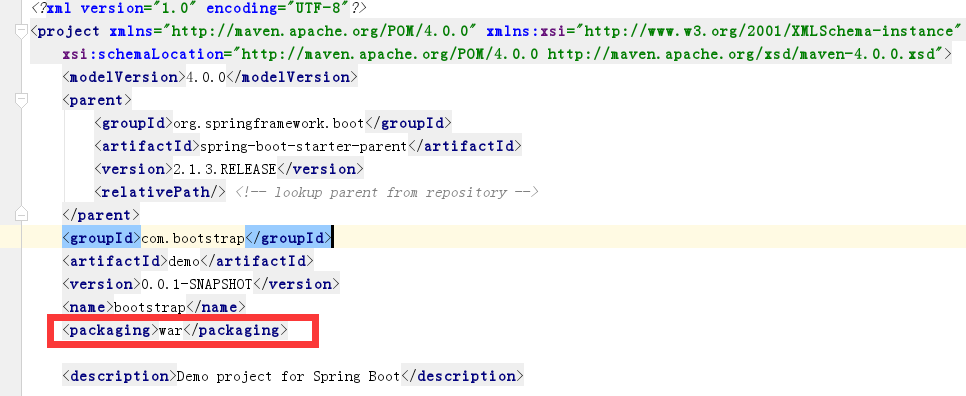 <?xml version="1.0" encoding="UTF-8"?>
<project xmlns="http://maven.apache.org/POM/4.0.0" xmlns:xsi="http://www.w3.org/2001/XMLSchema-instance"
xsi:schemaLocation="http://maven.apache.org/POM/4.0.0 http://maven.apache.org/xsd/maven-4.0.0.xsd">
<modelVersion>4.0.0</modelVersion>
<parent>
<groupId>org.springframework.boot</groupId>
<artifactId>spring-boot-starter-parent</artifactId>
<version>2.1.3.RELEASE</version>
<relativePath/> <!-- lookup parent from repository -->
</parent>
<groupId>com.bootstrap</groupId>
<artifactId>demo</artifactId>
<version>0.0.1-SNAPSHOT</version>
<name>bootstrap</name>
<packaging>war</packaging>
<description>Demo project for Spring Boot</description>